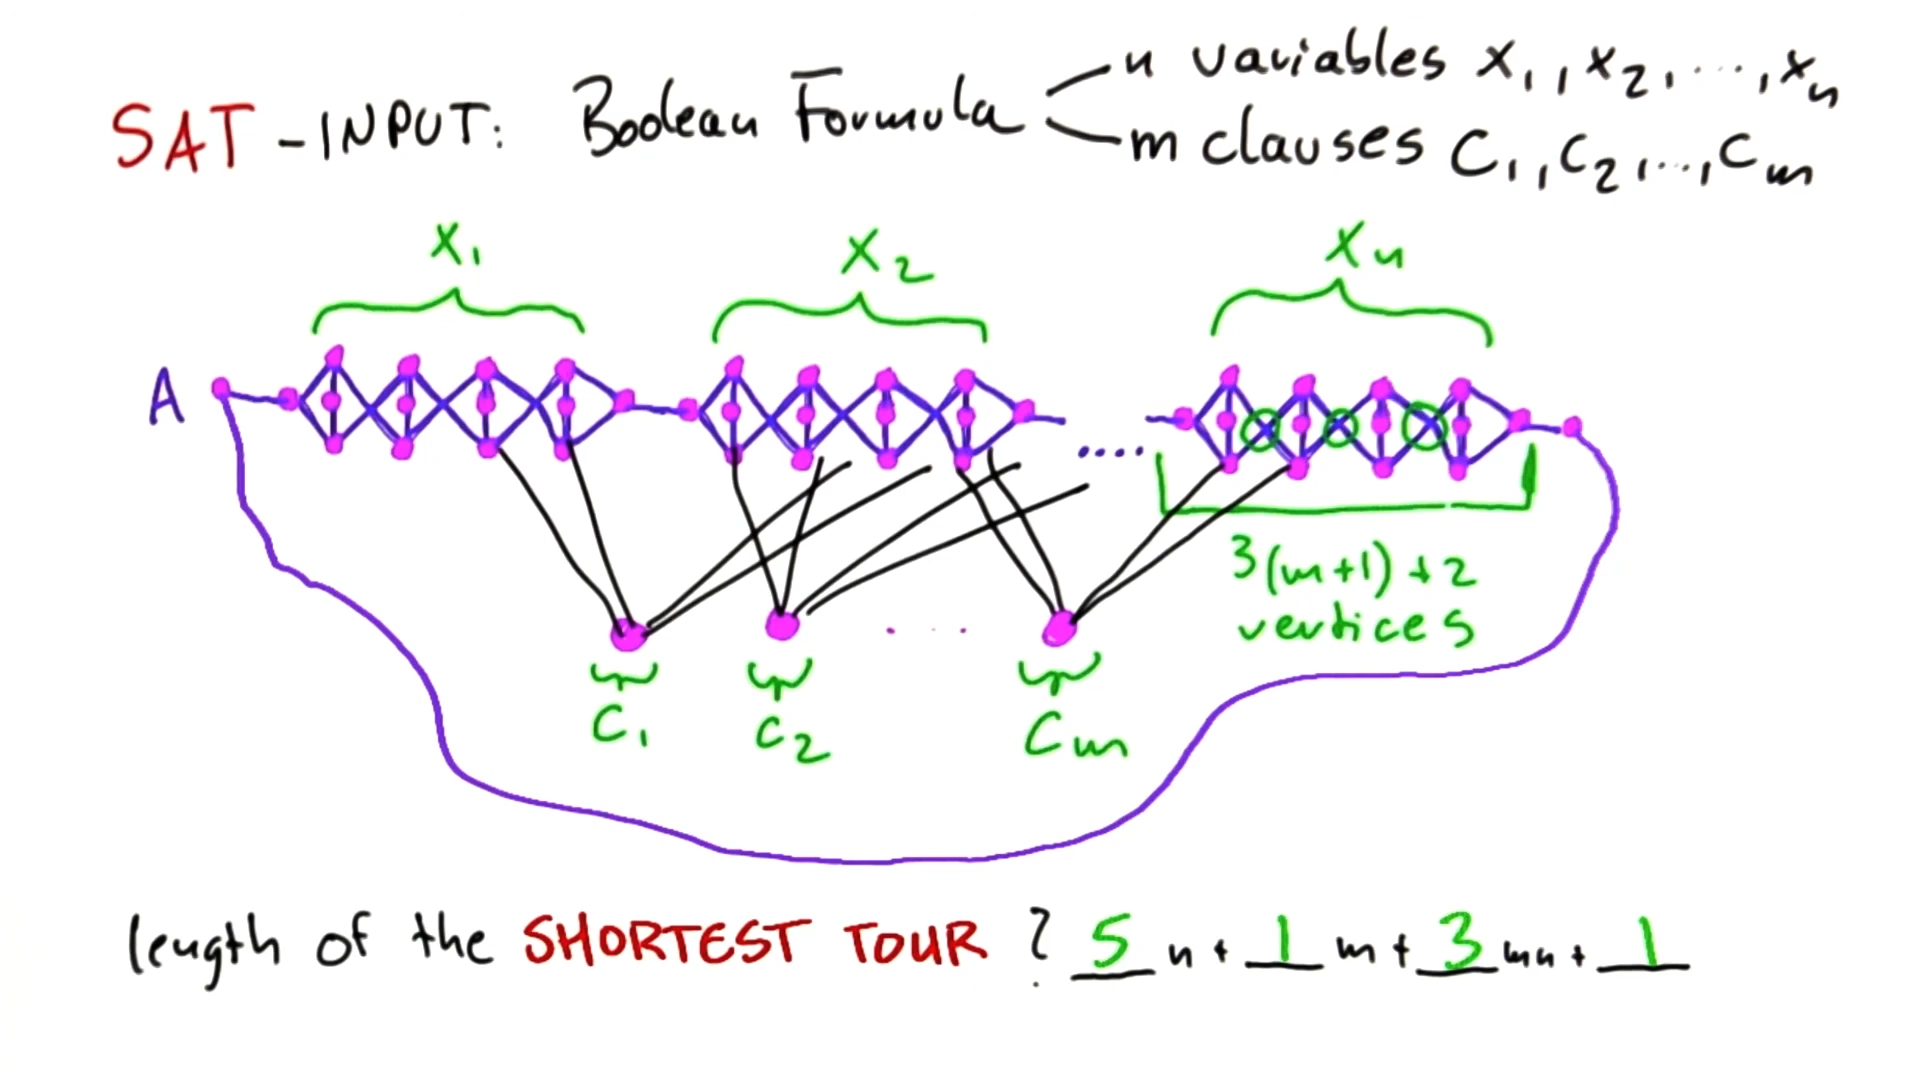 n variables x₁, x₂, ..., xₙ
SAT - INPUT: Boolean Formula
m clauses C₁, C₂, ..., Cₘ
X₁ X₂ Xₙ
A
....
3(m+1)+2
vertices
C₁ C₂ Cₘ
length of the SHORTEST TOUR? 5 n + 1 m + 3 mn + 1